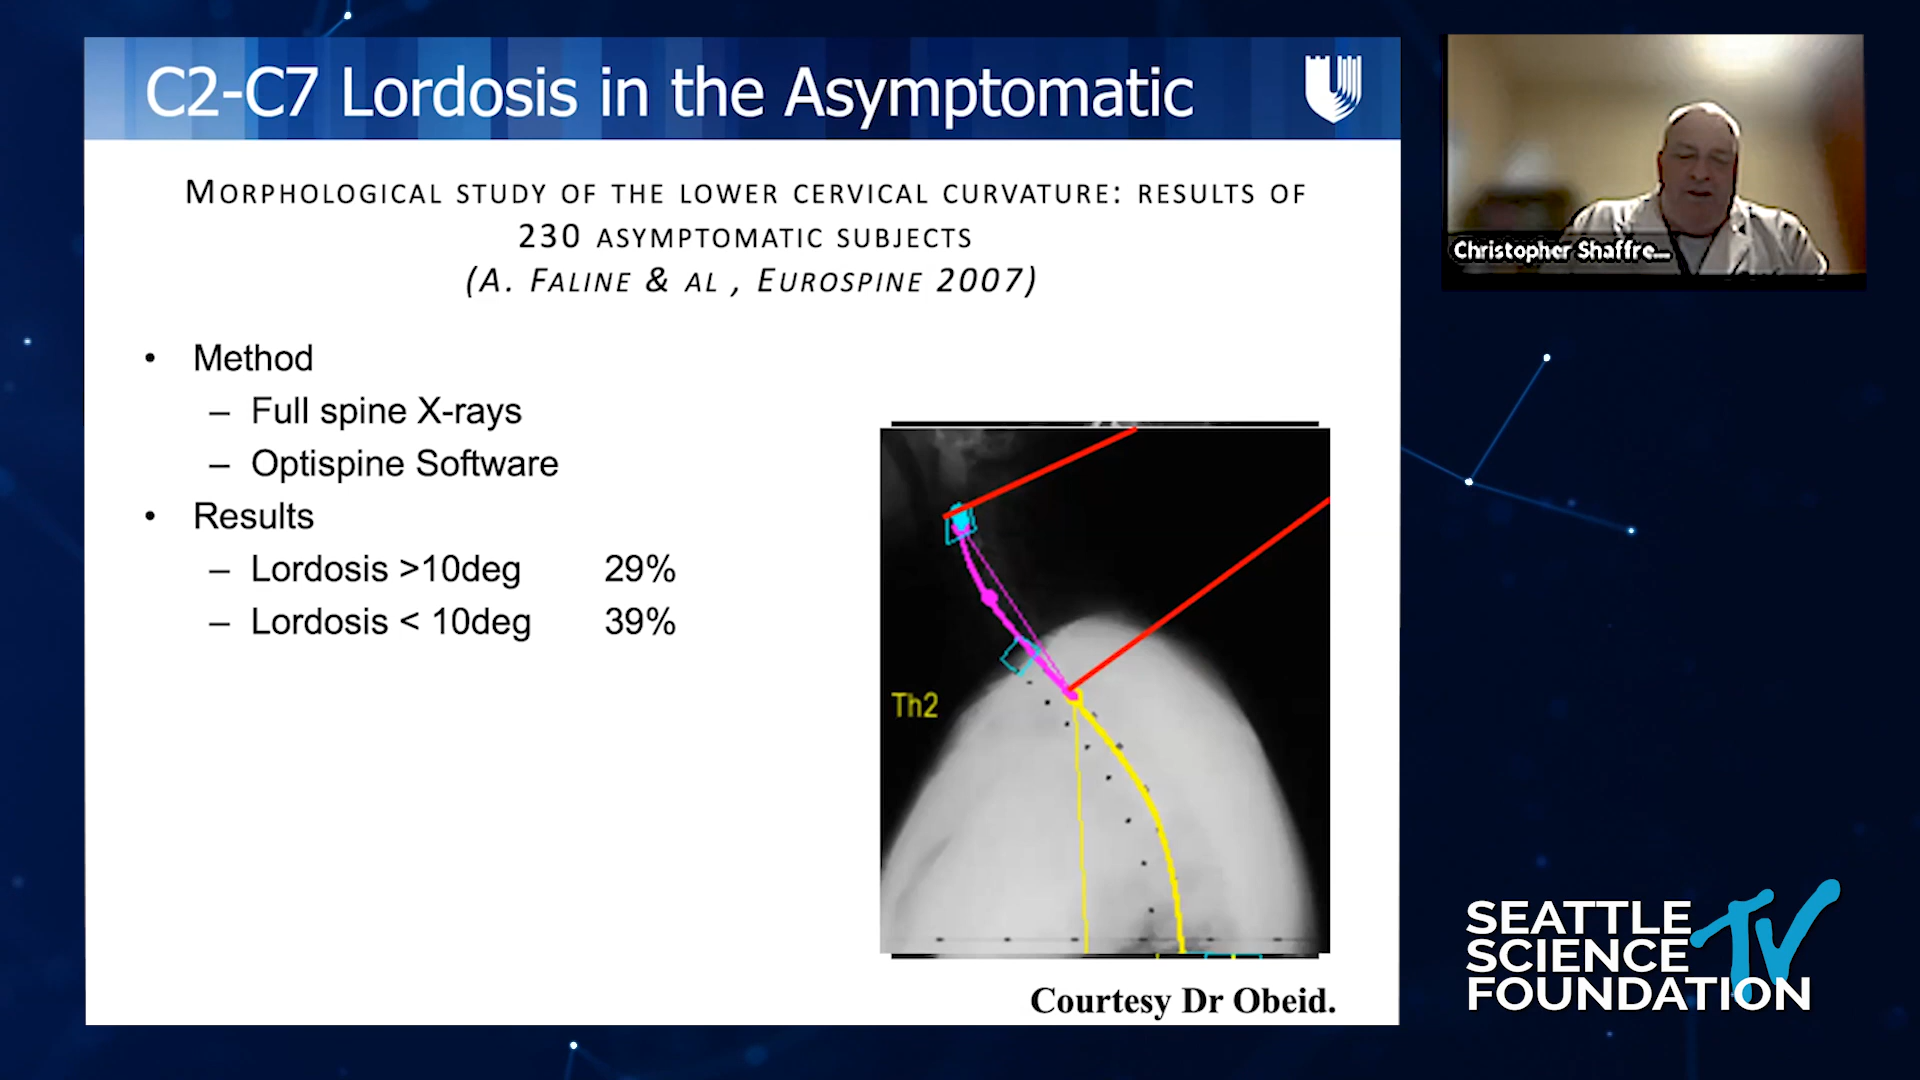 C2-C7 Lordosis in the Asymptomatic
MORPHOLOGICAL STUDY OF THE LOWER CERVICAL CURVATURE: RESULTS OF
230 ASYMPTOMATIC SUBJECTS
(A. FALINE & AL , EUROSPINE 2007)
• Method
– Full spine X-rays
– Optispine Software
• Results
– Lordosis >10deg 29%
– Lordosis < 10deg 39%
Th2
Courtesy Dr Obeid.
Christopher Shaffre...
SEATTLE
SCIENCE
FOUNDATION
TV